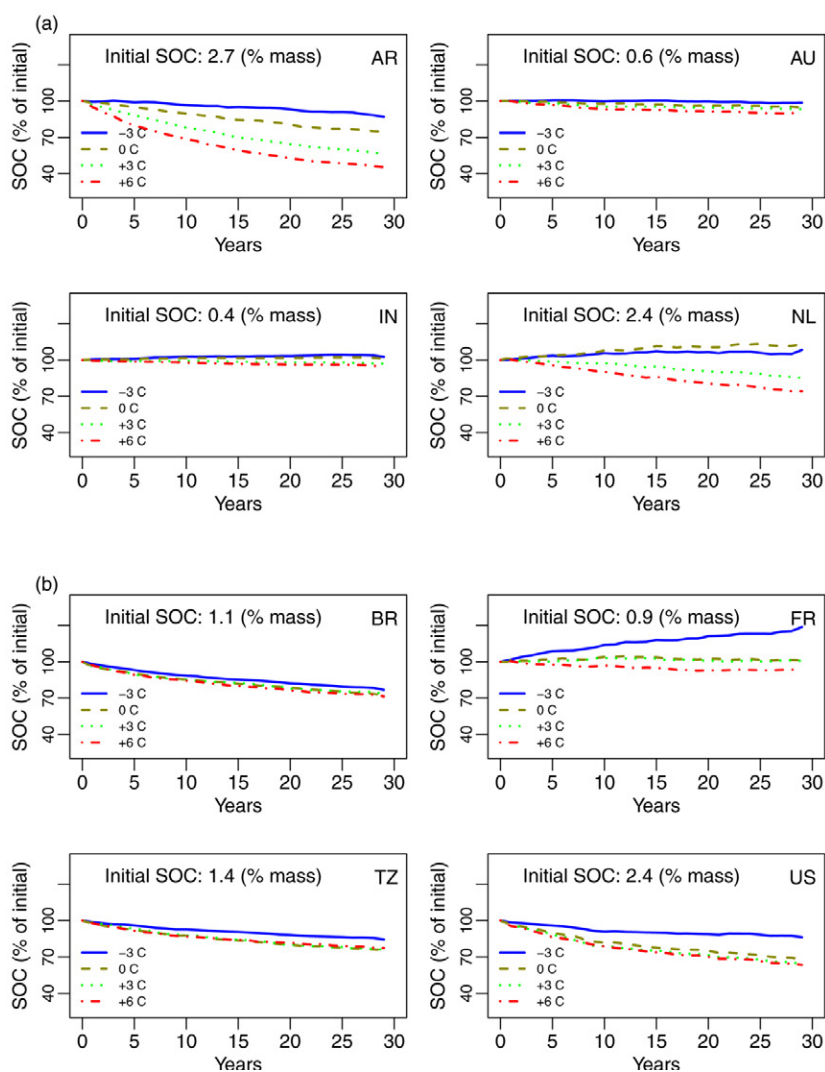 (a)
Initial SOC: 2.7 (% mass) AR
SOC (% of initial)
100
70
40
−3 C
0 C
+3 C
+6 C
0 5 10 15 20 25 30
Years
Initial SOC: 0.6 (% mass) AU
SOC (% of initial)
100
70
40
−3 C
0 C
+3 C
+6 C
0 5 10 15 20 25 30
Years
Initial SOC: 0.4 (% mass) IN
SOC (% of initial)
100
70
40
−3 C
0 C
+3 C
+6 C
0 5 10 15 20 25 30
Years
Initial SOC: 2.4 (% mass) NL
SOC (% of initial)
100
70
40
−3 C
0 C
+3 C
+6 C
0 5 10 15 20 25 30
Years
(b)
Initial SOC: 1.1 (% mass) BR
SOC (% of initial)
100
70
40
−3 C
0 C
+3 C
+6 C
0 5 10 15 20 25 30
Years
Initial SOC: 0.9 (% mass) FR
SOC (% of initial)
100
70
40
−3 C
0 C
+3 C
+6 C
0 5 10 15 20 25 30
Years
Initial SOC: 1.4 (% mass) TZ
SOC (% of initial)
100
70
40
−3 C
0 C
+3 C
+6 C
0 5 10 15 20 25 30
Years
Initial SOC: 2.4 (% mass) US
SOC (% of initial)
100
70
40
−3 C
0 C
+3 C
+6 C
0 5 10 15 20 25 30
Years